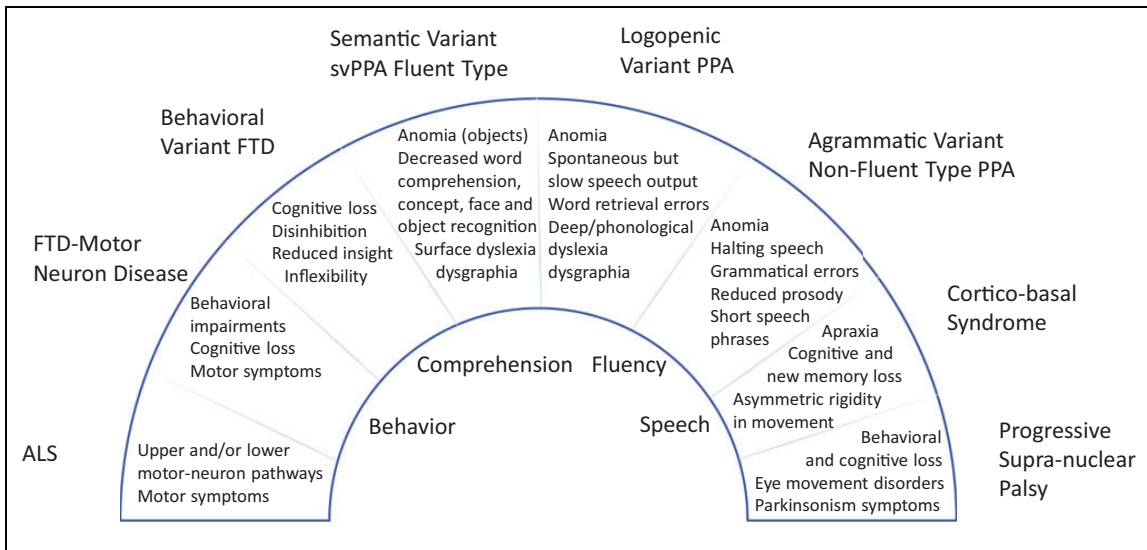 Semantic Variant
svPPA Fluent Type
Logopenic
Variant PPA
Behavioral
Variant FTD
Agrammatic Variant
Non-Fluent Type PPA
FTD-Motor
Neuron Disease
Cortico-basal
Syndrome
ALS
Progressive
Supra-nuclear
Palsy
Upper and/or lower
motor-neuron pathways
Motor symptoms
Behavioral
impairments
Cognitive loss
Motor symptoms
Cognitive loss
Disinhibition
Reduced insight
Inflexibility
Anomia (objects)
Decreased word
comprehension,
concept, face and
object recognition
Surface dyslexia
dysgraphia
Anomia
Spontaneous but
slow speech output
Word retrieval errors
Deep/phonological
dyslexia
dysgraphia
Anomia
Halting speech
Grammatical errors
Reduced prosody
Short speech
phrases
Apraxia
Cognitive and
new memory loss
Asymmetric rigidity
in movement
Behavioral
and cognitive loss
Eye movement disorders
Parkinsonism symptoms
Behavior
Comprehension
Fluency
Speech